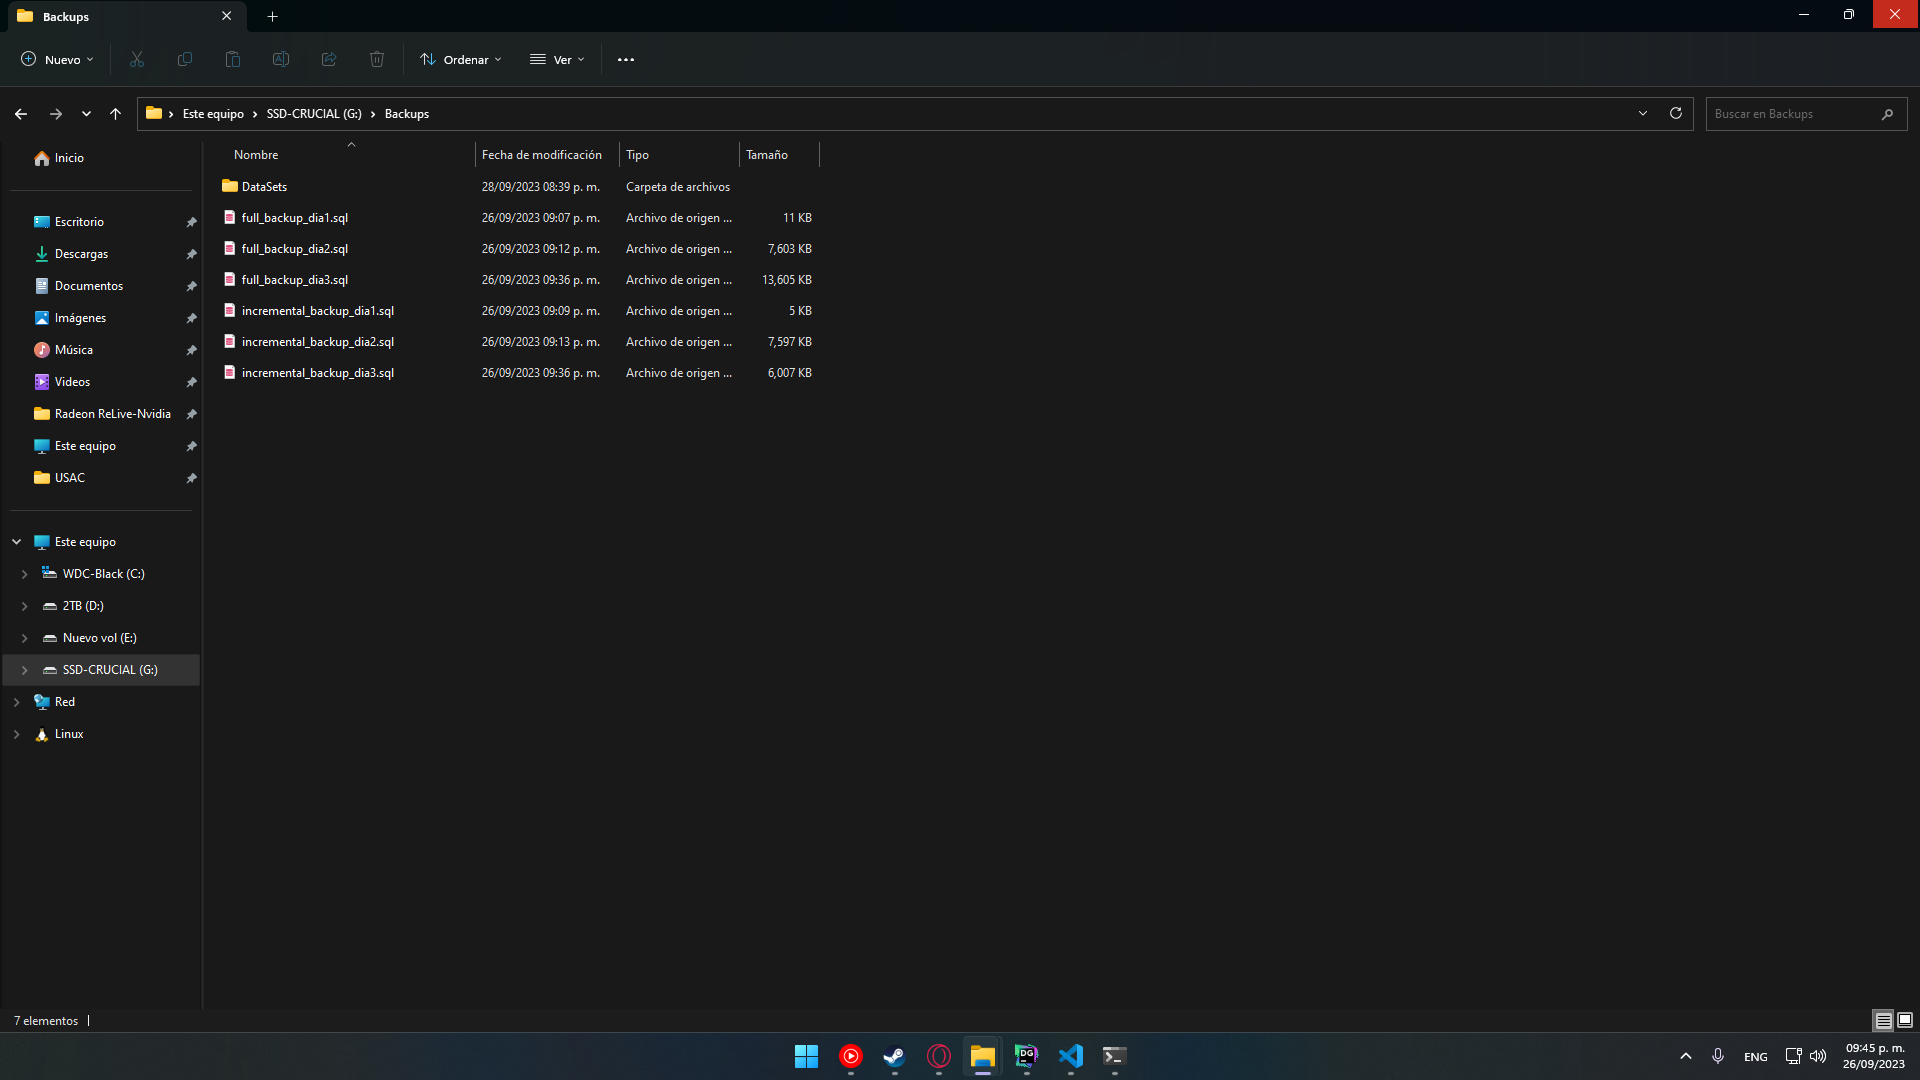 Backups
Nuevo
Ordenar
Ver
Este equipo
SSD-CRUCIAL (G:)
Backups
Buscar en Backups
Inicio
Escritorio
Descargas
Documentos
Imágenes
Música
Videos
Radeon ReLive-Nvidia
Este equipo
USAC
Este equipo
WDC-Black (C:)
2TB (D:)
Nuevo vol (E:)
SSD-CRUCIAL (G:)
Red
Linux
Nombre Fecha de modificación Tipo Tamaño
DataSets 28/09/2023 08:39 p. m. Carpeta de archivos
full_backup_dia1.sql 26/09/2023 09:07 p. m. Archivo de origen ... 11 KB
full_backup_dia2.sql 26/09/2023 09:12 p. m. Archivo de origen ... 7,603 KB
full_backup_dia3.sql 26/09/2023 09:36 p. m. Archivo de origen ... 13,605 KB
incremental_backup_dia1.sql 26/09/2023 09:09 p. m. Archivo de origen ... 5 KB
incremental_backup_dia2.sql 26/09/2023 09:13 p. m. Archivo de origen ... 7,597 KB
incremental_backup_dia3.sql 26/09/2023 09:36 p. m. Archivo de origen ... 6,007 KB
7 elementos
DG
ENG
09:45 p. m.
26/09/2023